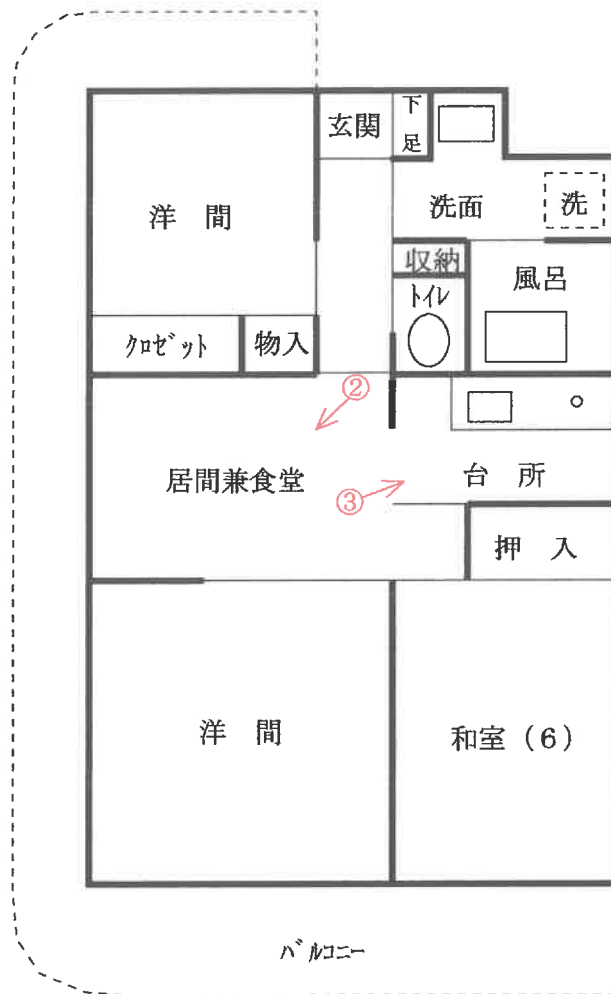 玄関
下足
洋 間
洗面
洗
収納
風呂
トイレ
クロゼット
物入
②
居間兼食堂
台 所
③
押 入
洋 間
和室（6）
バルコニー